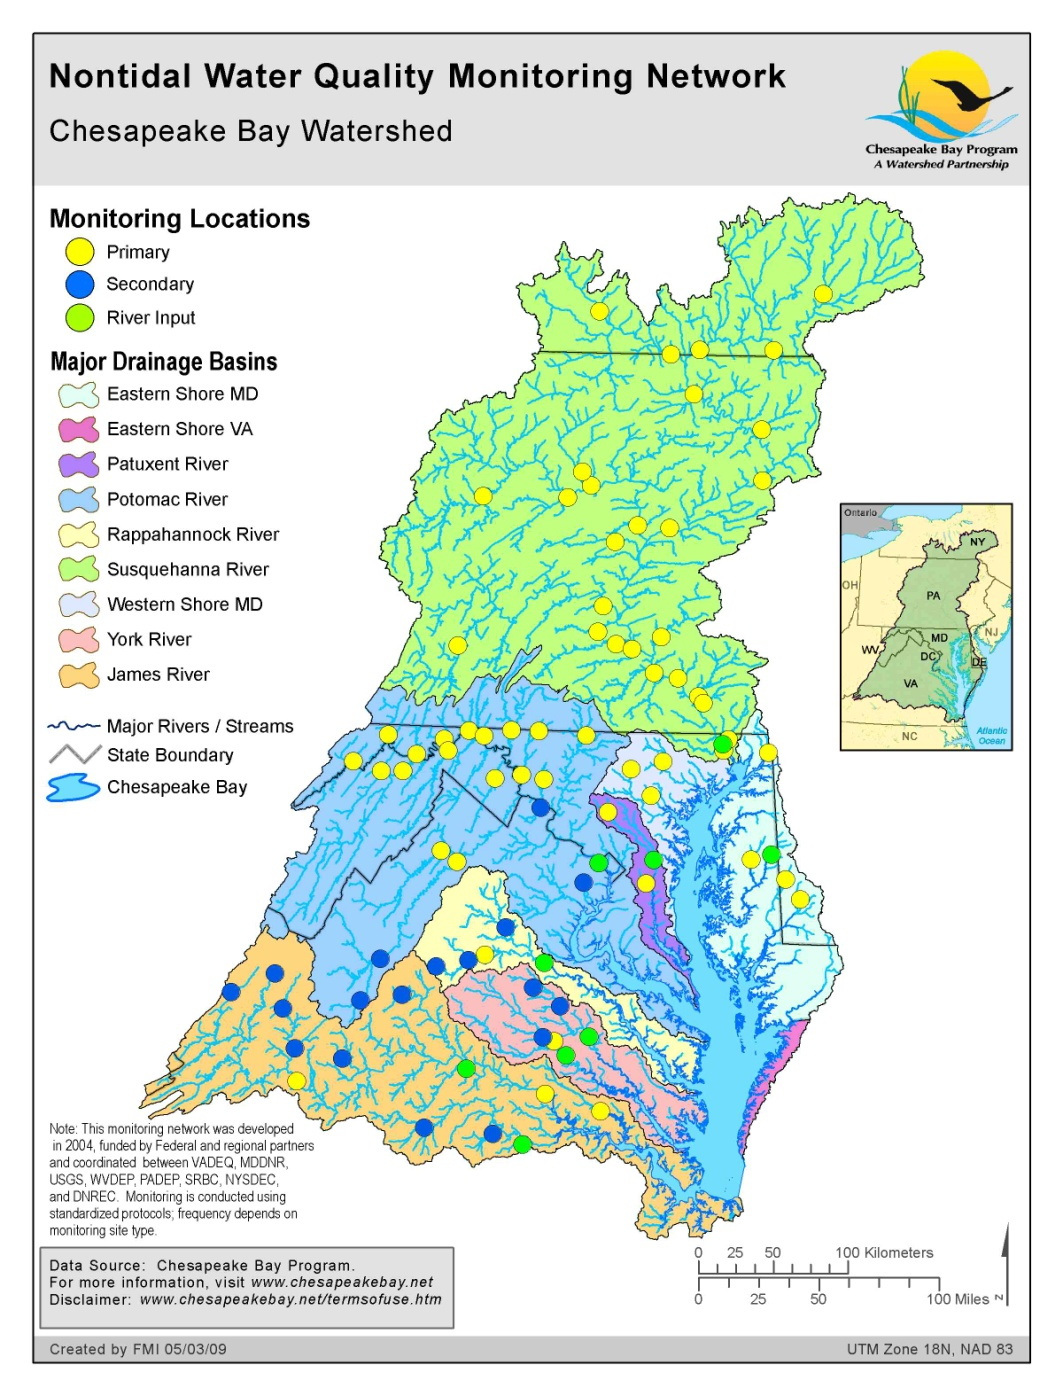 Nontidal Water Quality Monitoring Network
Chesapeake Bay Watershed
Chesapeake Bay Program
A Watershed Partnership
Monitoring Locations
Primary
Secondary
River Input
Major Drainage Basins
Eastern Shore MD
Eastern Shore VA
Patuxent River
Potomac River
Rappahannock River
Susquehanna River
Western Shore MD
York River
James River
Major Rivers / Streams
State Boundary
Chesapeake Bay
Ontario
NY
OH
PA
NJ
MD
WV
DC
DE
VA
NC
Atlantic
Ocean
Note: This monitoring network was developed
in 2004, funded by Federal and regional partners
and coordinated between VADEQ, MDDNR,
USGS, WVDEP, PADEP, SRBC, NYSDEC,
and DNREC. Monitoring is conducted using
standardized protocols; frequency depends on
monitoring site type.
0 25 50 100 Kilometers
0 25 50 100 Miles
N
Data Source: Chesapeake Bay Program.
For more information, visit www.chesapeakebay.net
Disclaimer: www.chesapeakebay.net/termsofuse.htm
Created by FMI 05/03/09
UTM Zone 18N, NAD 83